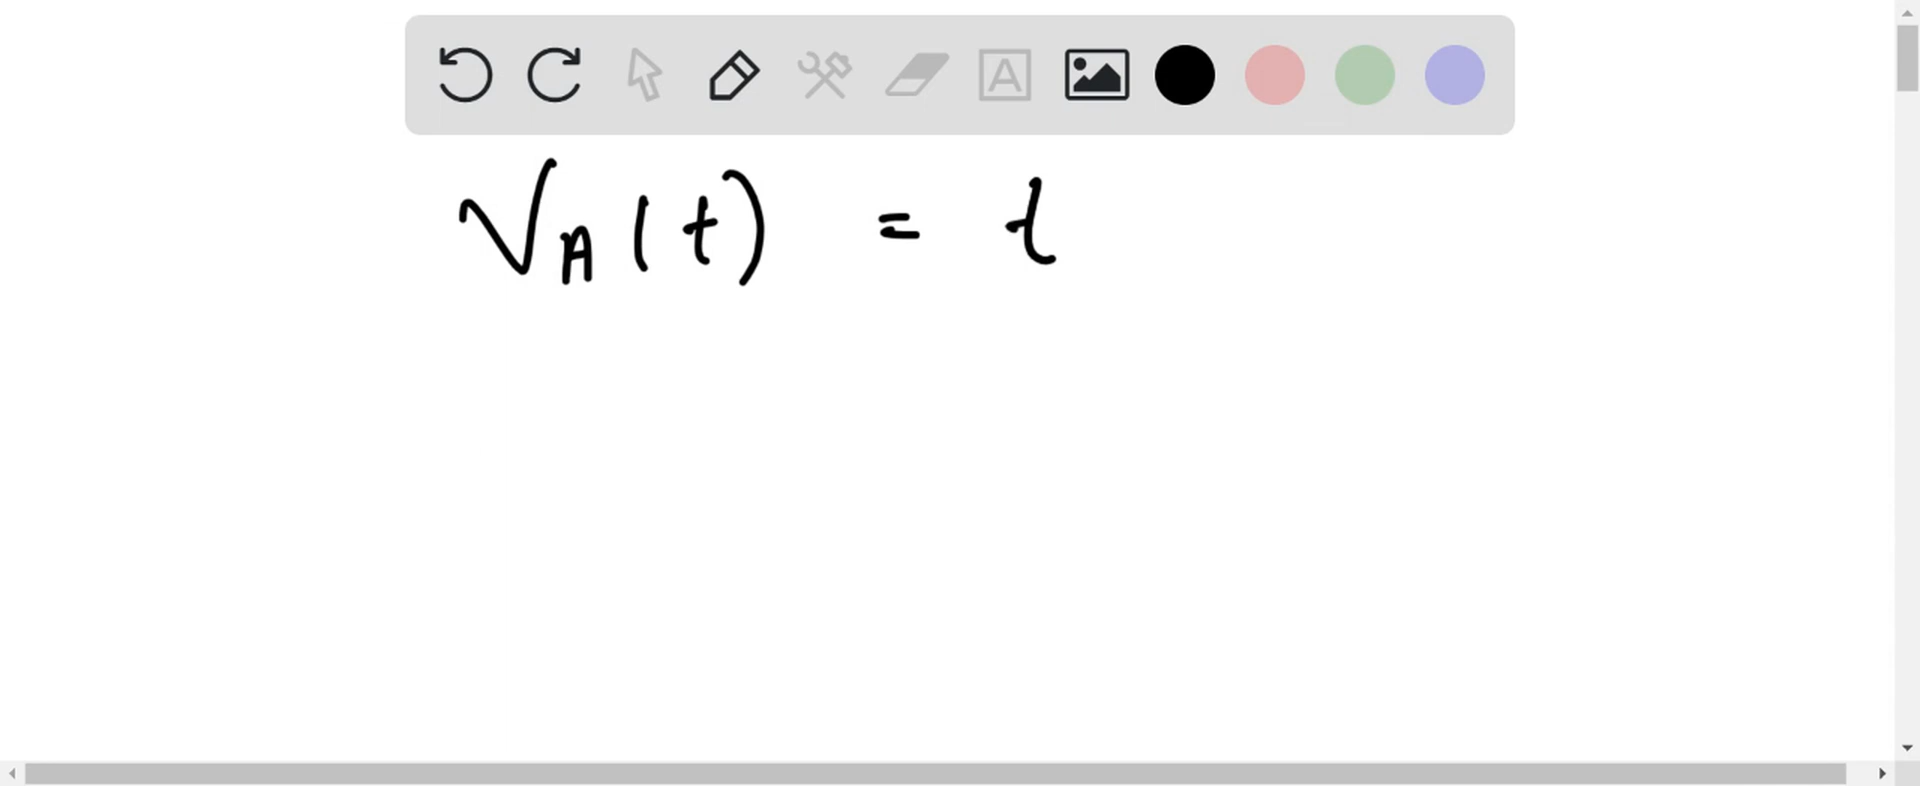 V_A(t) = t